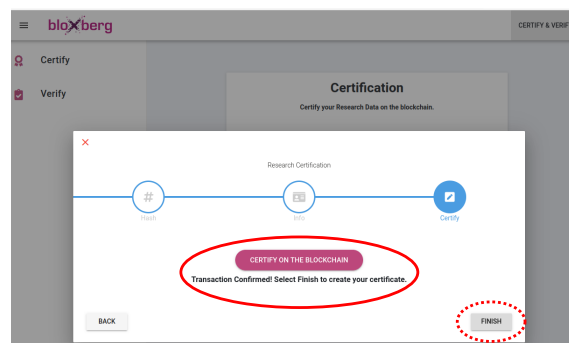 bloxberg
CERTIFY & VERIF
Certify
Verify
Certification
Certify your Research Data on the blockchain.
Research Certification
#
Hash
Info
Certify
CERTIFY ON THE BLOCKCHAIN
Transaction Confirmed! Select Finish to create your certificate.
BACK
FINISH